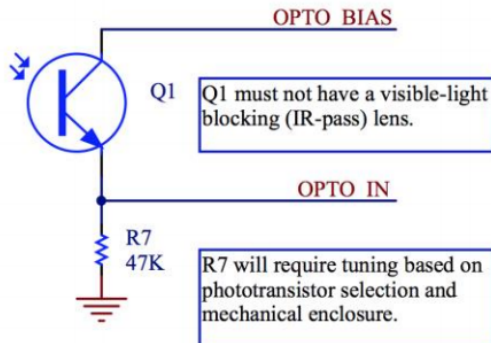 OPTO BIAS
Q1
Q1 must not have a visible-light
blocking (IR-pass) lens.
OPTO IN
R7
47K
R7 will require tuning based on
phototransistor selection and
mechanical enclosure.